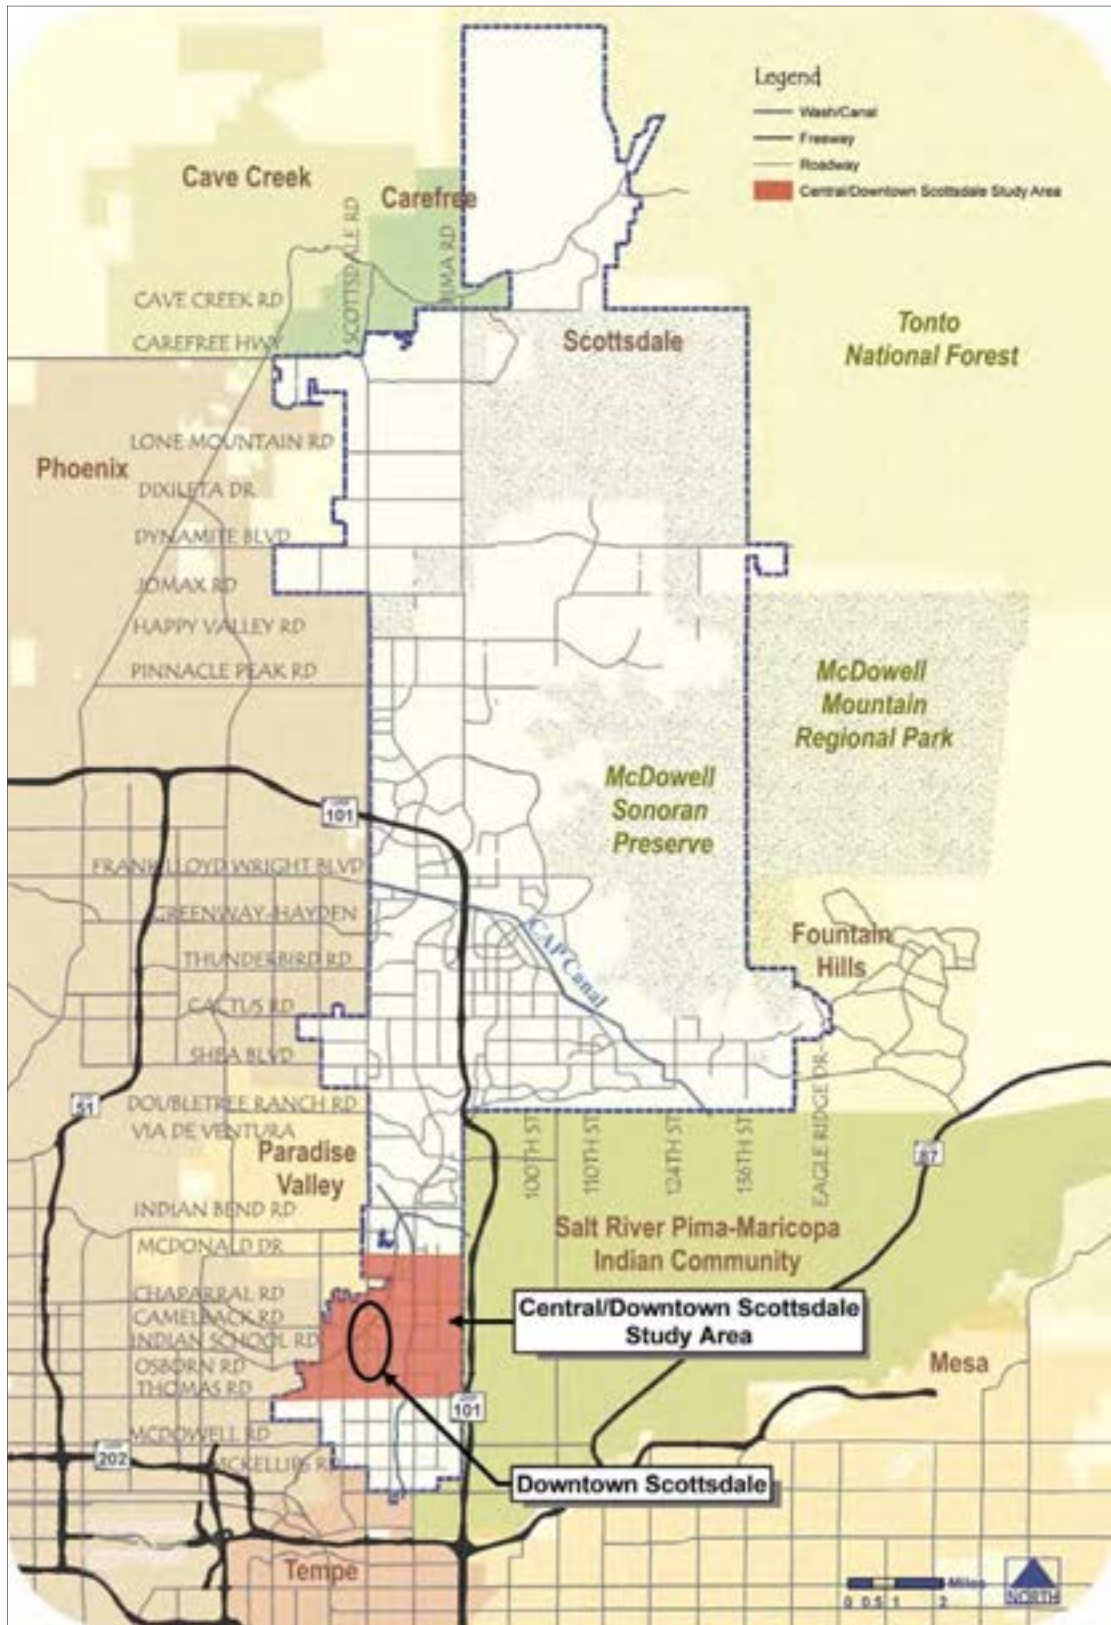 Legend
Wash/Canal
Freeway
Roadway
Central/Downtown Scottsdale Study Area
Cave Creek
Carefree
SCOTTSDALE RD
PIMA RD
CAVE CREEK RD
CAREFREE HWY
Scottsdale
Tonto
National Forest
LONE MOUNTAIN RD
Phoenix
DIXILETA DR
DYNAMITE BLVD
JOMAX RD
HAPPY VALLEY RD
PINNACLE PEAK RD
McDowell
Mountain
Regional Park
McDowell
Sonoran
Preserve
LOOP
101
FRANK LLOYD WRIGHT BLVD
GREENWAY-HAYDEN
THUNDERBIRD RD
CACTUS RD
SHEA BLVD
CAP Canal
Fountain
Hills
51
DOUBLETREE RANCH RD
VIA DE VENTURA
Paradise
Valley
100TH ST
110TH ST
124TH ST
136TH ST
EAGLE RIDGE DR
87
INDIAN BEND RD
MCDONALD DR
Salt River Pima-Maricopa
Indian Community
CHAPARRAL RD
CAMELBACK RD
INDIAN SCHOOL RD
OSBORN RD
THOMAS RD
Central/Downtown Scottsdale
Study Area
Mesa
LOOP
101
MCDOWELL RD
LOOP
202
MCKELLIPS RD
Downtown Scottsdale
Tempe
Miles
0 0.5 1 2
NORTH